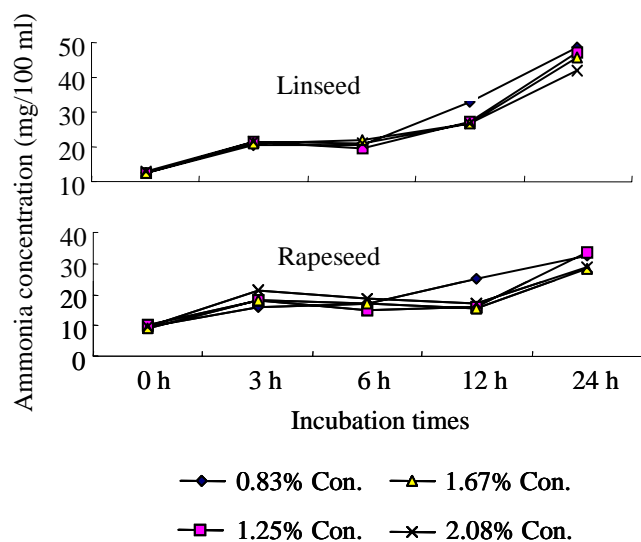 Ammonia concentration (mg/100 ml)
50
40
30
20
10
Linseed
40
30
20
10
0
Rapeseed
0 h 3 h 6 h 12 h 24 h
Incubation times
0.83% Con. 1.67% Con.
1.25% Con. 2.08% Con.